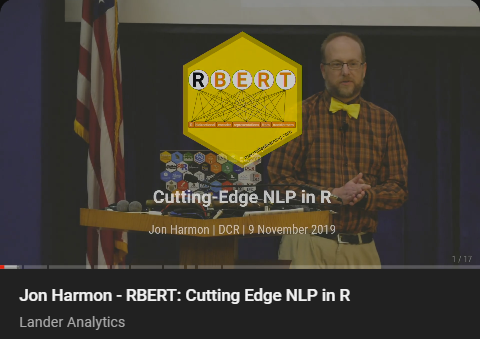 RBERT
Cutting-Edge NLP in R
Jon Harmon | DCR | 9 November 2019
1 / 17
Jon Harmon - RBERT: Cutting Edge NLP in R
Lander Analytics